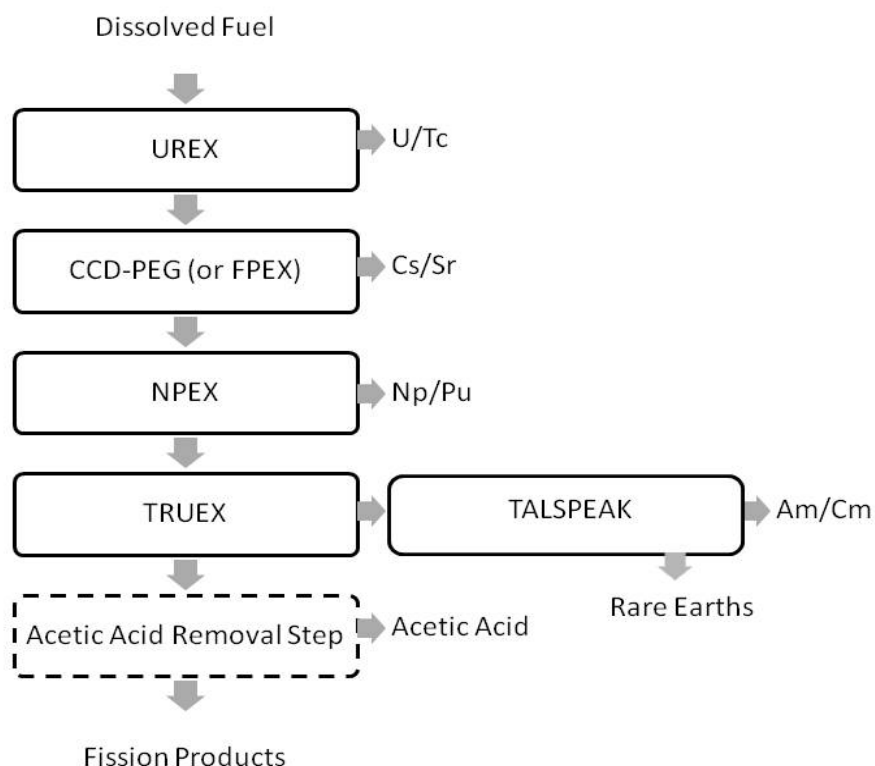 Dissolved Fuel
UREX
U/Tc
CCD-PEG (or FPEX)
Cs/Sr
NPEX
Np/Pu
TRUEX
TALSPEAK
Am/Cm
Rare Earths
Acetic Acid Removal Step
Acetic Acid
Fission Products